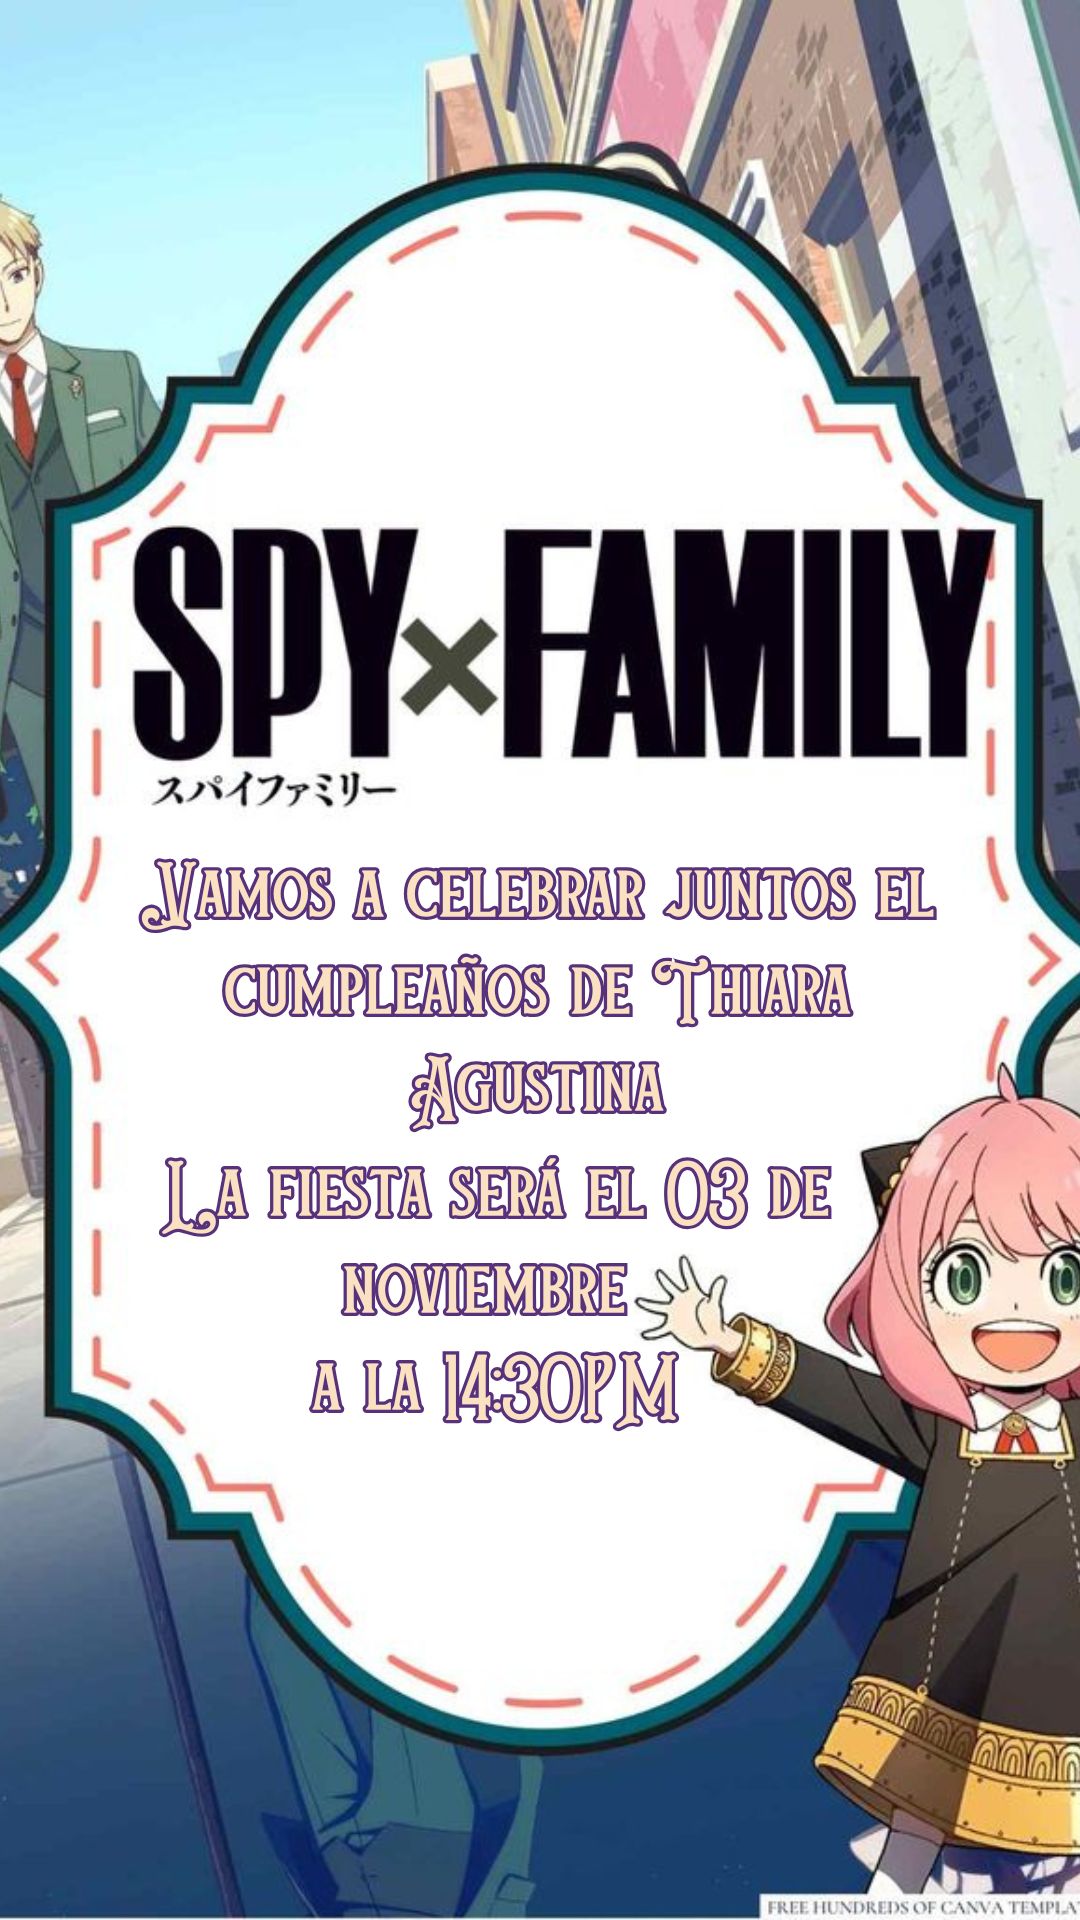 SPY×FAMILY
スパイファミリー
Vamos a celebrar juntos el
cumpleaños de Thiara
Agustina
La fiesta será el 03 de
noviembre
a la 14:30PM
FREE HUNDREDS OF CANVA